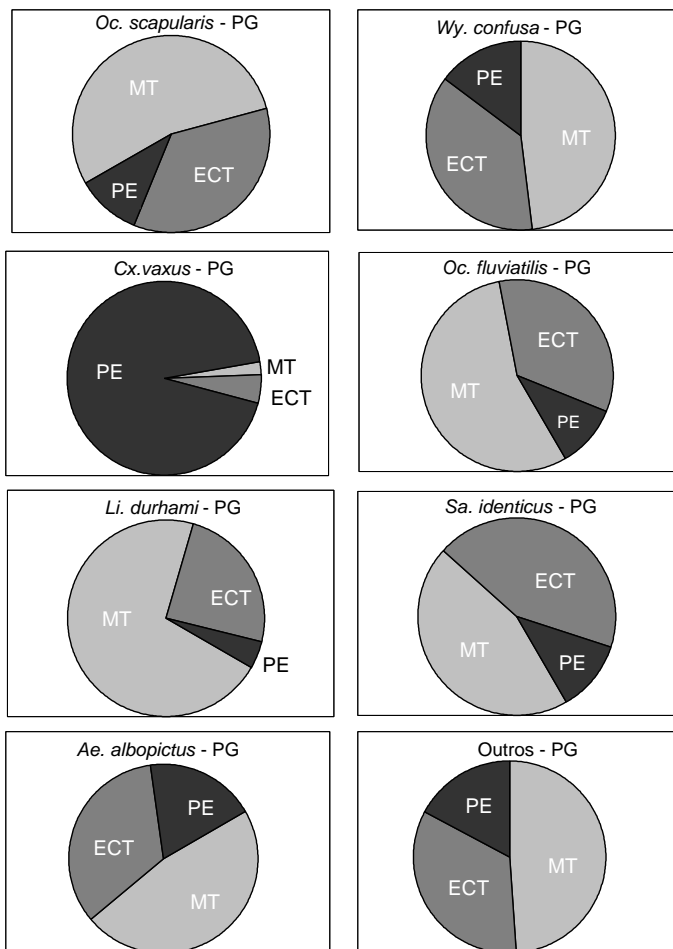 Oc. scapularis - PG
MT
ECT
PE
Wy. confusa - PG
PE
MT
ECT
Cx.vaxus - PG
PE
MT
ECT
Oc. fluviatilis - PG
ECT
MT
PE
Li. durhami - PG
ECT
MT
PE
Sa. identicus - PG
ECT
MT
PE
Ae. albopictus - PG
PE
ECT
MT
Outros - PG
PE
MT
ECT